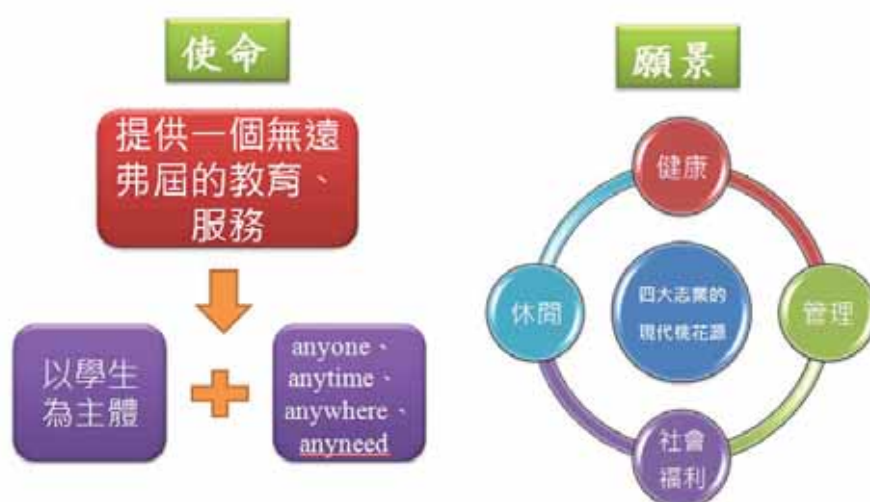 使命
提供一個無遠
弗屆的教育、
服務
以學生
為主體
anyone、
anytime、
anywhere、
anyneed
願景
健康
休閒
四大志業的
現代桃花源
管理
社會
福利